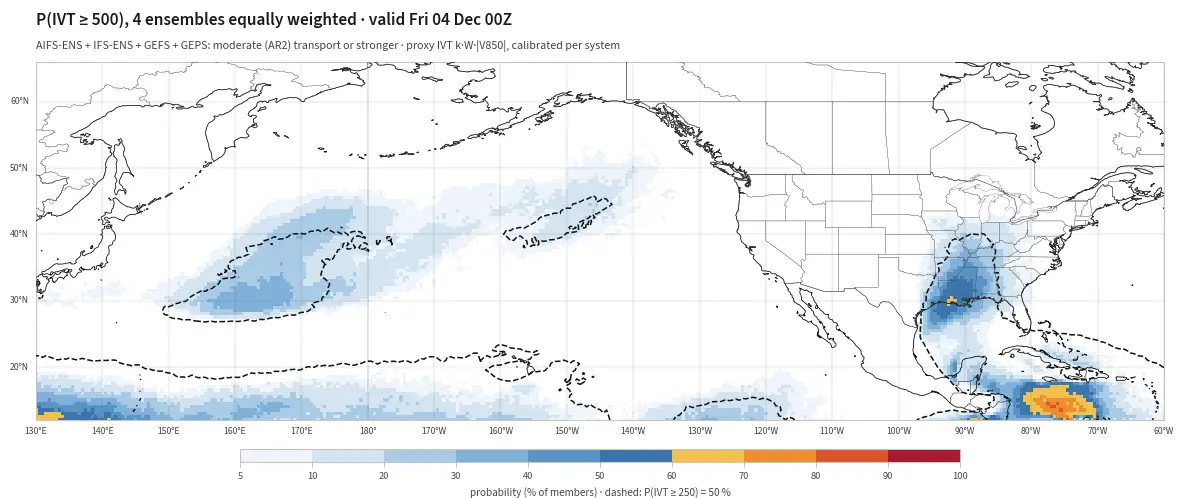 P(IVT ≥ 500), 4 ensembles equally weighted · valid Fri 04 Dec 00Z
AIFS-ENS + IFS-ENS + GEFS + GEPS: moderate (AR2) transport or stronger · proxy IVT k·W·|V850|, calibrated per system
60°N
50°N
40°N
30°N
20°N
130°E 140°E 150°E 160°E 170°E 180° 170°W 160°W 150°W 140°W 130°W 120°W 110°W 100°W 90°W 80°W 70°W 60°W
5 10 20 30 40 50 60 70 80 90 100
probability (% of members) · dashed: P(IVT ≥ 250) = 50 %